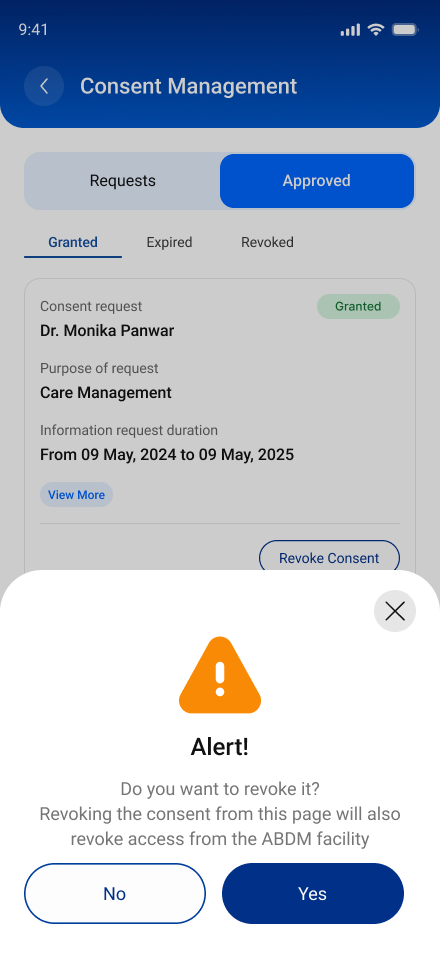 9:41
Consent Management
Requests
Approved
Granted
Expired
Revoked
Consent request
Granted
Dr. Monika Panwar
Purpose of request
Care Management
Information request duration
From 09 May, 2024 to 09 May, 2025
View More
Revoke Consent
Alert!
Do you want to revoke it?
Revoking the consent from this page will also
revoke access from the ABDM facility
No
Yes